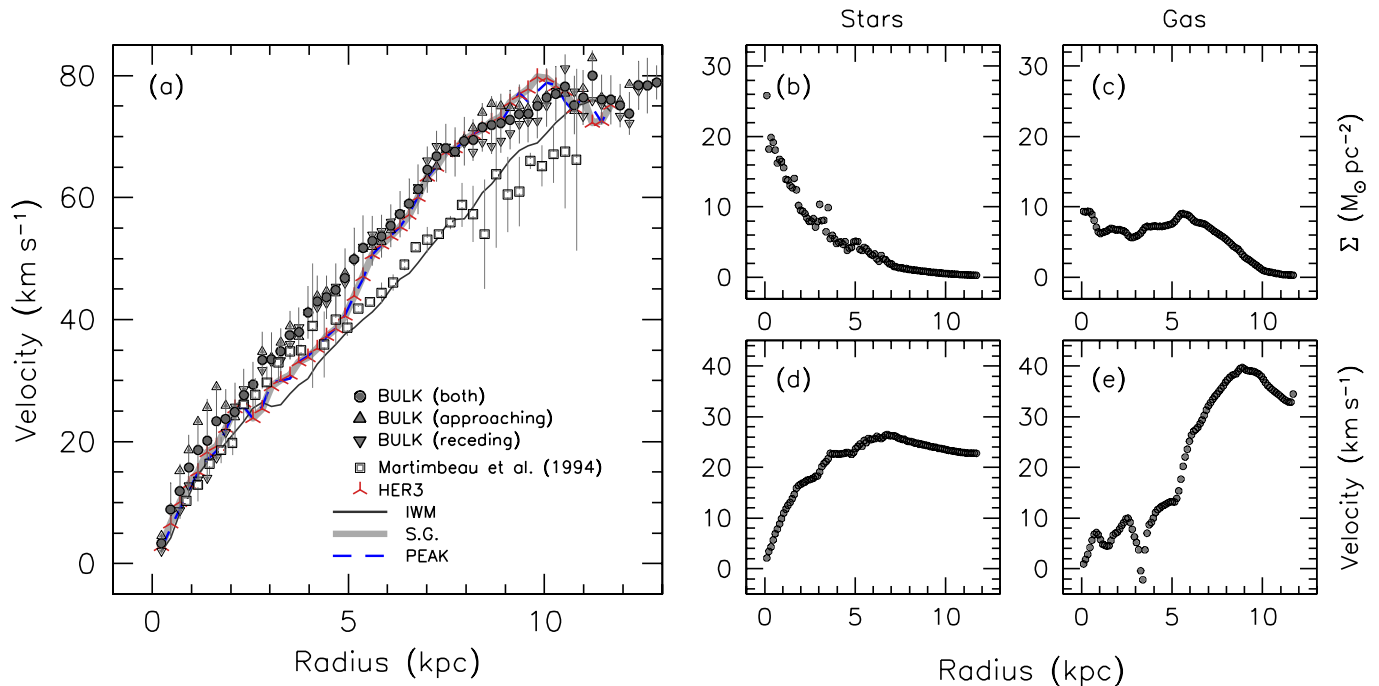 Stars
Gas
(a)
80
60
40
20
0
Velocity (km s⁻¹)
0
5
10
Radius (kpc)
BULK (both)
BULK (approaching)
BULK (receding)
Martimbeau et al. (1994)
HER3
IWM
S.G.
PEAK
(b)
30
20
10
0
0
5
10
(c)
30
20
10
0
0
5
10
Σ (M☉ pc⁻²)
(d)
40
30
20
10
0
0
5
10
(e)
40
30
20
10
0
0
5
10
Velocity (km s⁻¹)
Radius (kpc)